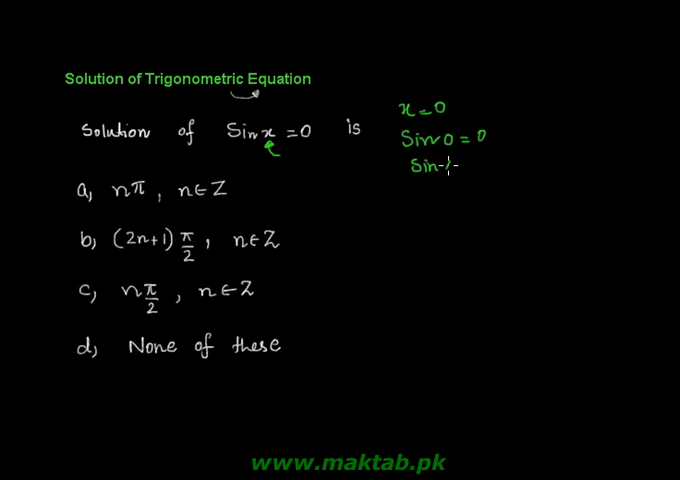 Solution of Trigonometric Equation
Solution of Sin x = 0 is
x = 0
Sin 0 = 0
Sin
a, nπ, n∈Z
b, (2n+1) π/2, n∈Z
c, n π/2, n∈Z
d, None of these
www.maktab.pk